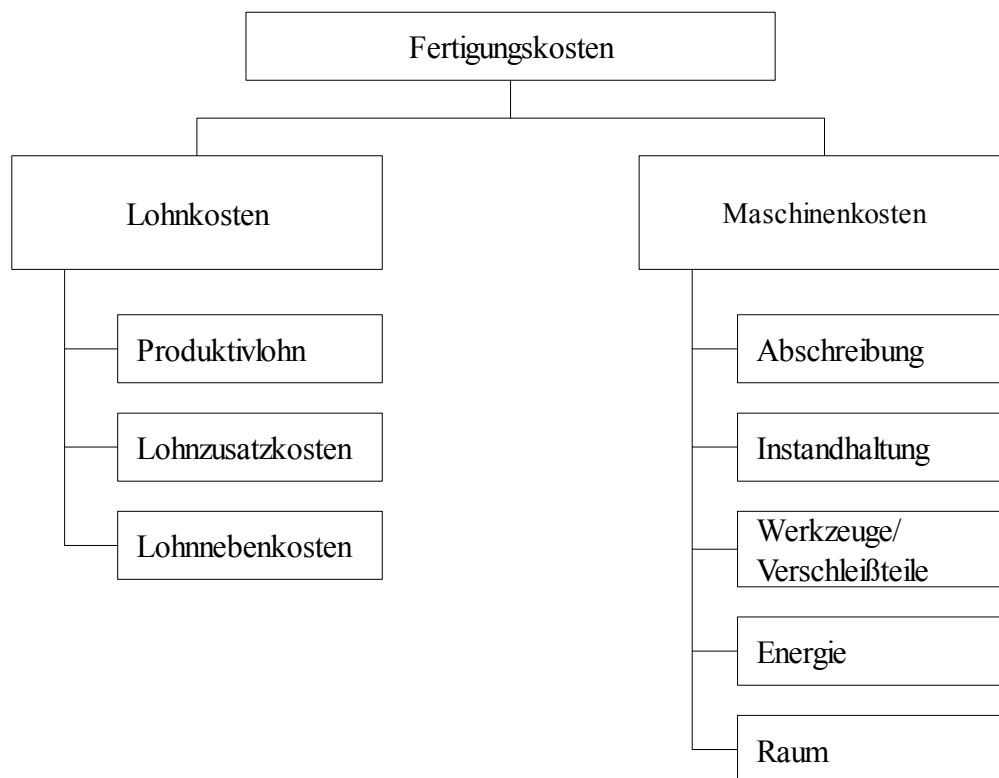 Fertigungskosten
Lohnkosten
Produktivlohn
Lohnzusatzkosten
Lohnnebenkosten
Maschinenkosten
Abschreibung
Instandhaltung
Werkzeuge/
Verschleißteile
Energie
Raum